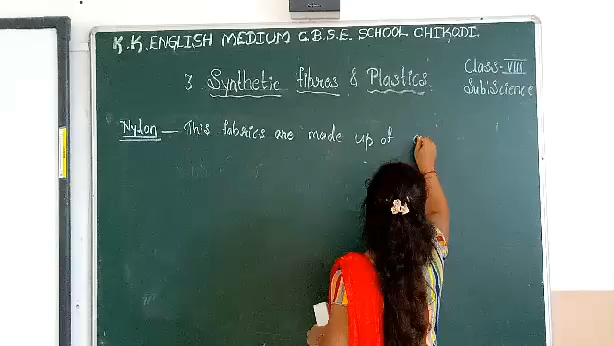 K.K. ENGLISH MEDIUM C.B.S.E. SCHOOL CHIKODI.
Class:- VIII
3 Synthetic fibres & Plastics.
Sub:Science
Nylon — This fabrics are made up of